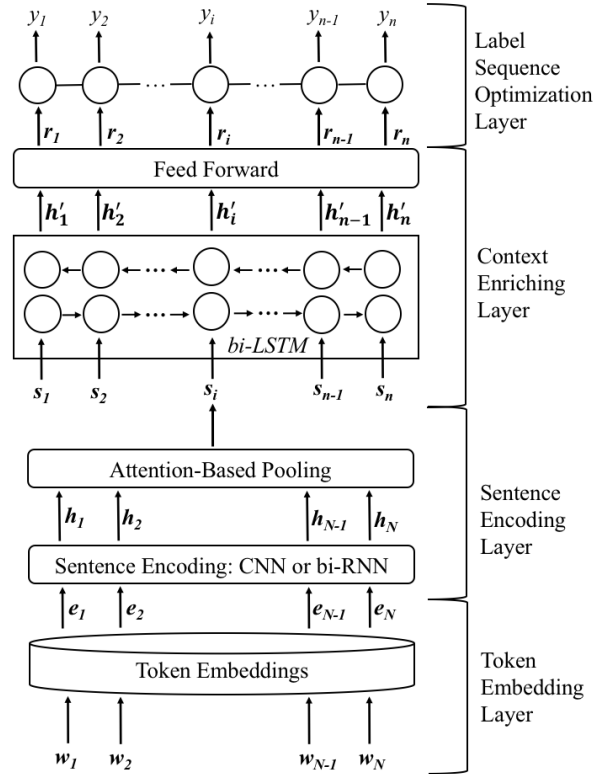 y1 y2 yi yn-1 yn
Label
Sequence
Optimization
Layer
... ...
r1 r2 ri rn-1 rn
Feed Forward
h′1 h′2 h′i h′n−1 h′n
Context
Enriching
Layer
... ...
... ...
bi-LSTM
s1 s2 si sn-1 sn
Attention-Based Pooling
Sentence
Encoding
Layer
h1 h2 hN-1 hN
Sentence Encoding: CNN or bi-RNN
e1 e2 eN-1 eN
Token Embeddings
Token
Embedding
Layer
w1 w2 wN-1 wN